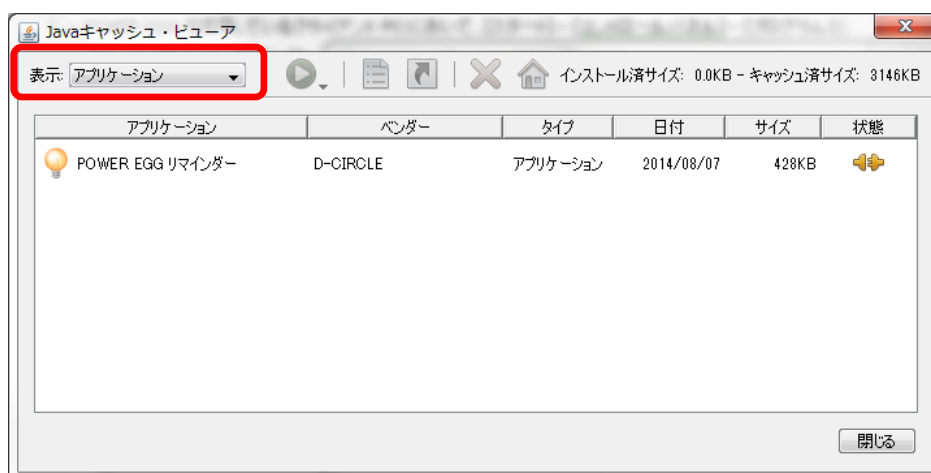 Javaキャッシュ・ビューア
表示: アプリケーション
インストール済サイズ: 0.0KB - キャッシュ済サイズ: 3146KB
アプリケーション ベンダー タイプ 日付 サイズ 状態
POWER EGG リマインダー D-CIRCLE アプリケーション 2014/08/07 428KB
閉じる